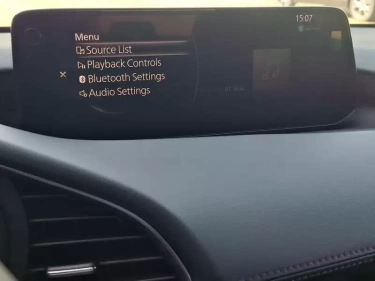 15:07
Menu
Source List
Playback Controls
Bluetooth Settings
Audio Settings